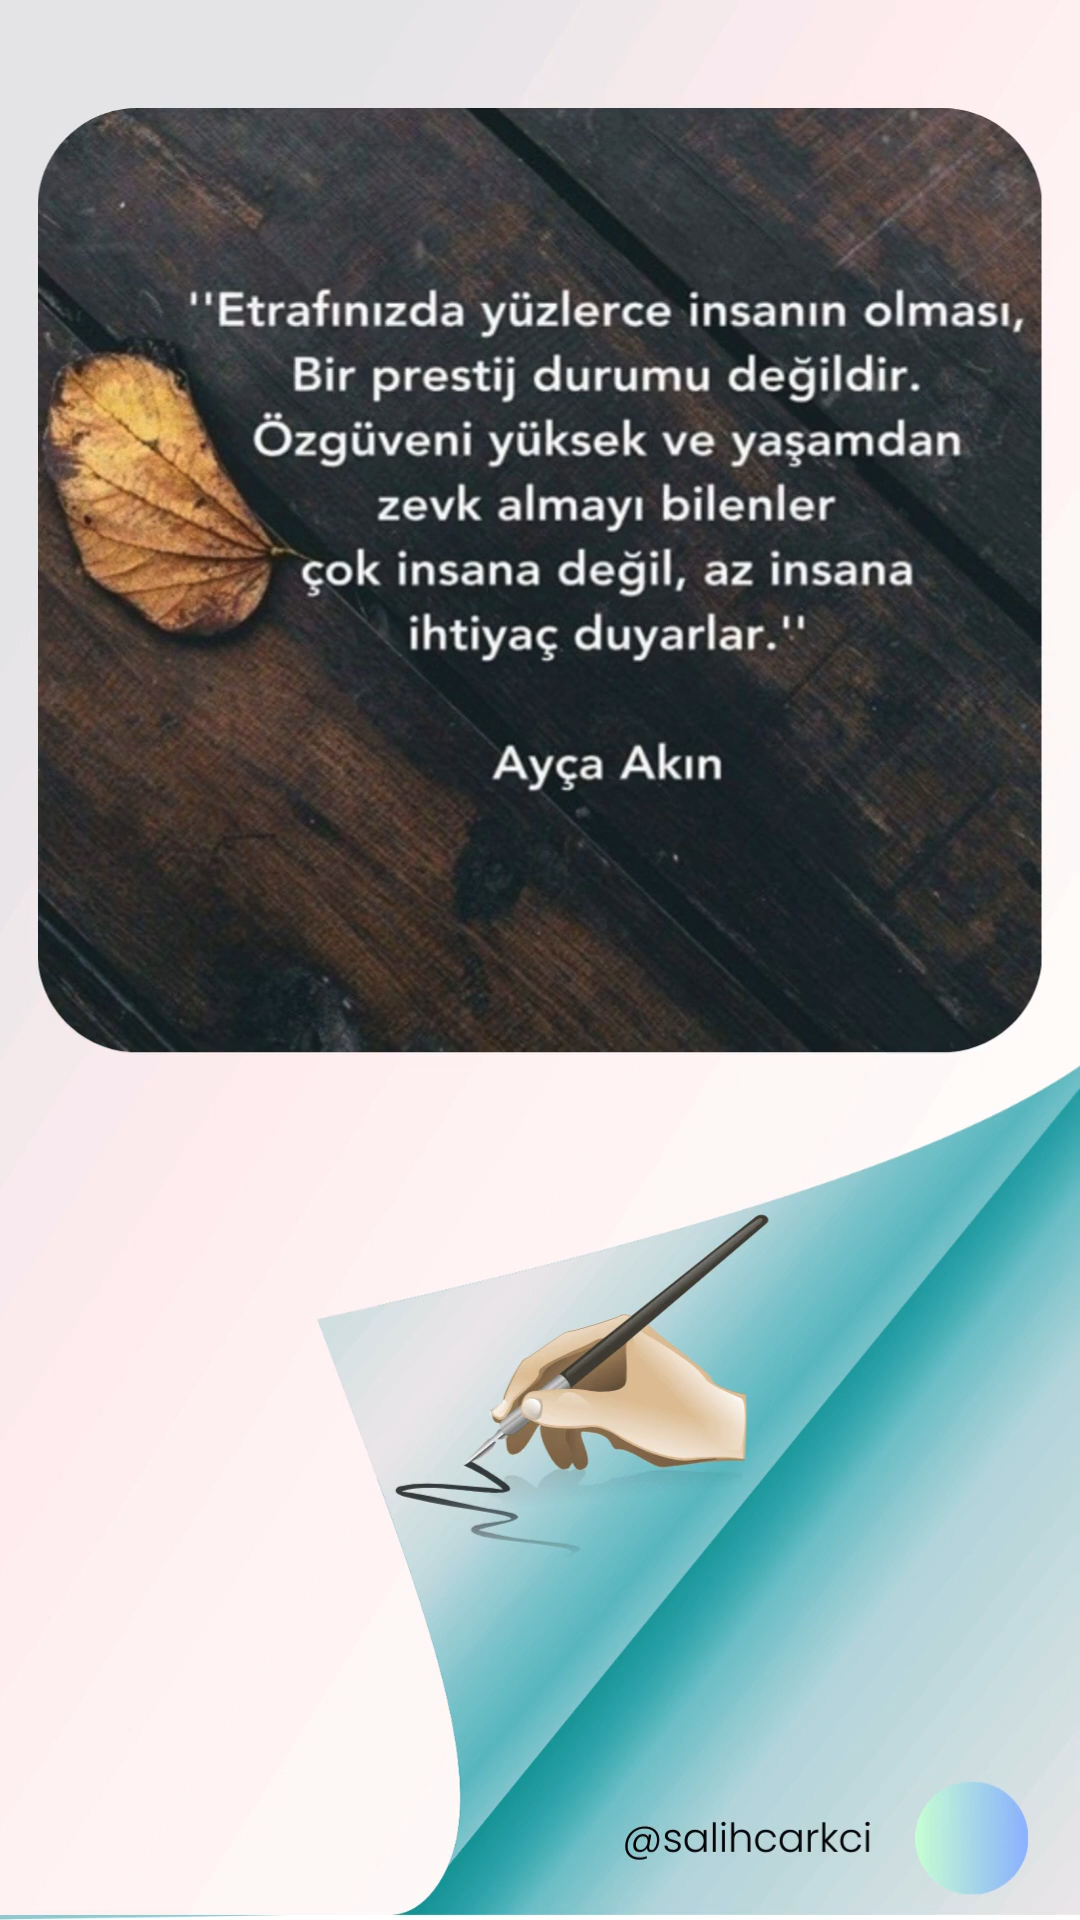 ''Etrafınızda yüzlerce insanın olması,
Bir prestij durumu değildir.
Özgüveni yüksek ve yaşamdan
zevk almayı bilenler
çok insana değil, az insana
ihtiyaç duyarlar.''
Ayça Akın
@salihcarkci